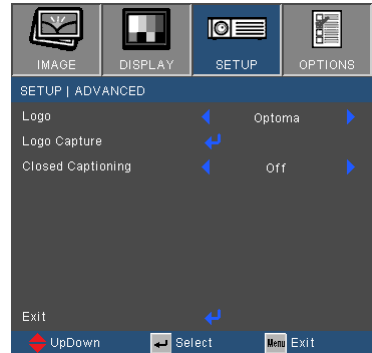 IMAGE DISPLAY SETUP OPTIONS
SETUP | ADVANCED
Logo Optoma
Logo Capture
Closed Captioning Off
Exit
UpDown Select Menu Exit